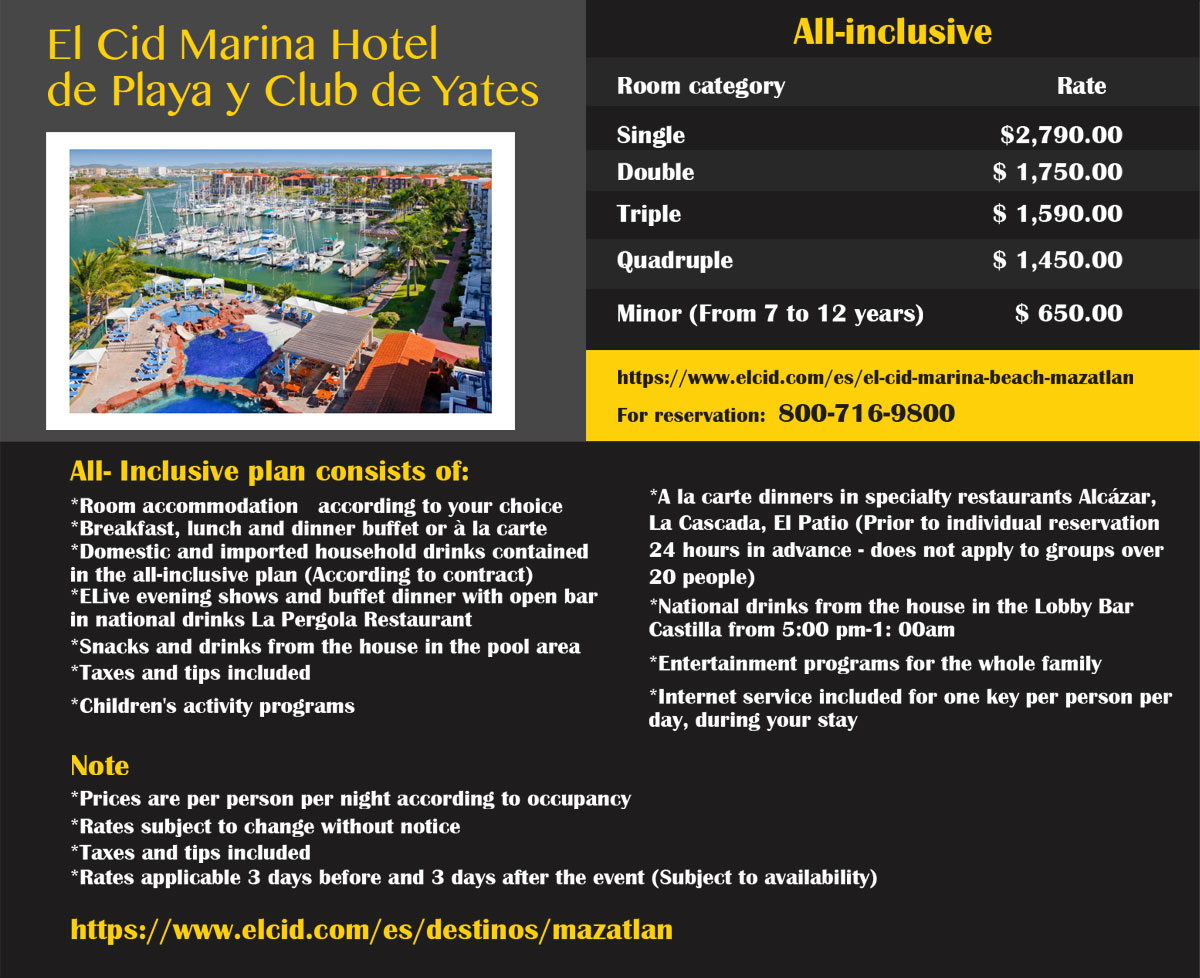 El Cid Marina Hotel
de Playa y Club de Yates
All-inclusive
Room category Rate
Single $2,790.00
Double $ 1,750.00
Triple $ 1,590.00
Quadruple $ 1,450.00
Minor (From 7 to 12 years) $ 650.00
https://www.elcid.com/es/el-cid-marina-beach-mazatlan
For reservation: 800-716-9800
All- Inclusive plan consists of:
*Room accommodation according to your choice
*Breakfast, lunch and dinner buffet or à la carte
*Domestic and imported household drinks contained
in the all-inclusive plan (According to contract)
*ELive evening shows and buffet dinner with open bar
in national drinks La Pergola Restaurant
*Snacks and drinks from the house in the pool area
*Taxes and tips included
*Children's activity programs
*A la carte dinners in specialty restaurants Alcázar,
La Cascada, El Patio (Prior to individual reservation
24 hours in advance - does not apply to groups over
20 people)
*National drinks from the house in the Lobby Bar
Castilla from 5:00 pm-1: 00am
*Entertainment programs for the whole family
*Internet service included for one key per person per
day, during your stay
Note
*Prices are per person per night according to occupancy
*Rates subject to change without notice
*Taxes and tips included
*Rates applicable 3 days before and 3 days after the event (Subject to availability)
https://www.elcid.com/es/destinos/mazatlan